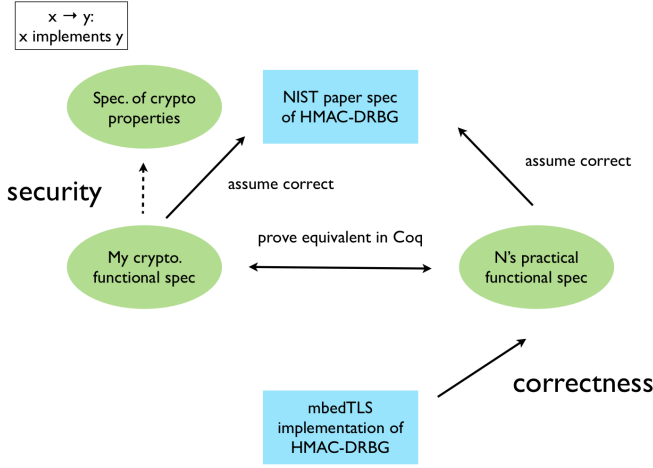 x → y:
x implements y
Spec. of crypto
properties
NIST paper spec
of HMAC-DRBG
security
assume correct
assume correct
My crypto.
functional spec
prove equivalent in Coq
N's practical
functional spec
correctness
mbedTLS
implementation of
HMAC-DRBG